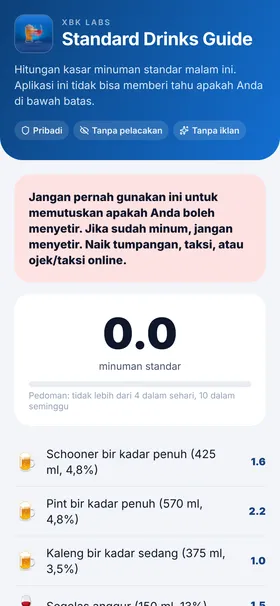 XBK LABS
Standard Drinks Guide
Hitungan kasar minuman standar malam ini.
Aplikasi ini tidak bisa memberi tahu apakah Anda
di bawah batas.
Pribadi
Tanpa pelacakan
Tanpa iklan
Jangan pernah gunakan ini untuk
memutuskan apakah Anda boleh
menyetir. Jika sudah minum, jangan
menyetir. Naik tumpangan, taksi, atau
ojek/taksi online.
0.0
minuman standar
Pedoman: tidak lebih dari 4 dalam sehari, 10 dalam
seminggu
Schooner bir kadar penuh (425
ml, 4,8%)
1.6
Pint bir kadar penuh (570 ml,
4,8%)
2.2
Kaleng bir kadar sedang (375 ml,
3,5%)
1.0
Segelas anggur (150 ml, 13%)
1.5